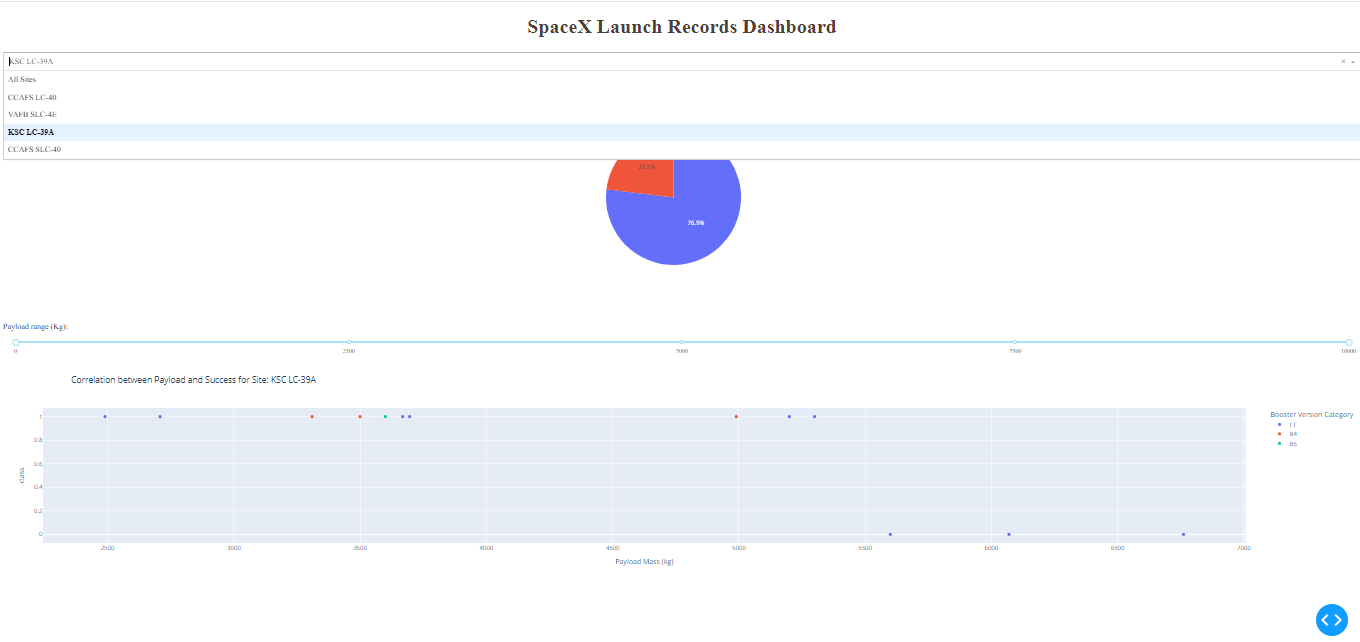 SpaceX Launch Records Dashboard
KSC LC-39A
All Sites
CCAFS LC-40
VAFB SLC-4E
KSC LC-39A
CCAFS SLC-40
23.1%
76.9%
Payload range (Kg):
0 2500 5000 7500 10000
Correlation between Payload and Success for Site: KSC LC-39A
1
0.8
0.6
0.4
0.2
0
class
2500 3000 3500 4000 4500 5000 5500 6000 6500 7000
Payload Mass (kg)
Booster Version Category
FT
B4
B5